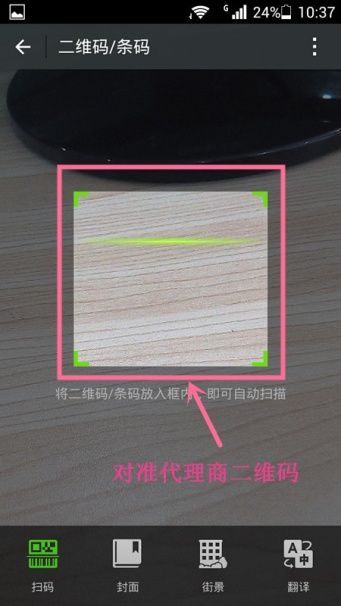 G 24% 10:37
二维码/条码
将二维码/条码放入框内，即可自动扫描
对准代理商二维码
扫码 封面 街景 翻译
A 中